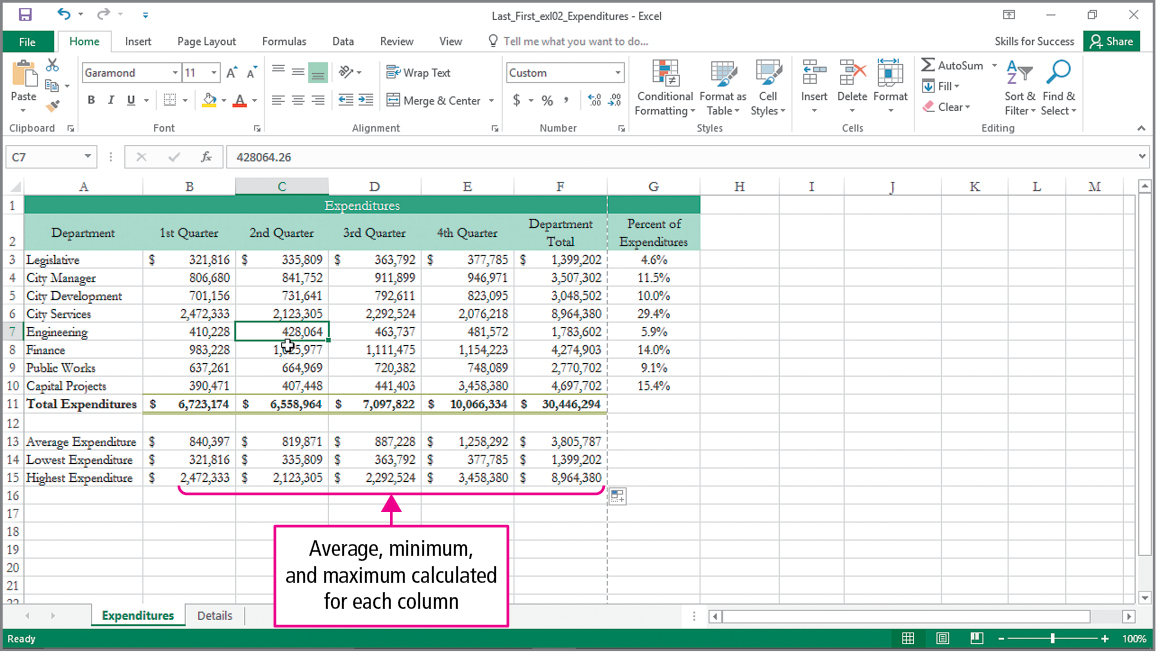 Last_First_exl02_Expenditures - Excel
File Home Insert Page Layout Formulas Data Review View Tell me what you want to do... Skills for Success Share
Paste
Clipboard
Garamond 11
B I U
Font
Wrap Text
Merge & Center
Alignment
Custom
$ % ,
Number
Conditional Formatting
Format as Table
Cell Styles
Styles
Insert Delete Format
Cells
AutoSum
Fill
Clear
Sort & Filter
Find & Select
Editing
C7 fx 428064.26
A B C D E F G H I J K L M
1 Expenditures
2 Department 1st Quarter 2nd Quarter 3rd Quarter 4th Quarter Department Total Percent of Expenditures
3 Legislative $ 321,816 $ 335,809 $ 363,792 $ 377,785 $ 1,399,202 4.6%
4 City Manager 806,680 841,752 911,899 946,971 3,507,302 11.5%
5 City Development 701,156 731,641 792,611 823,095 3,048,502 10.0%
6 City Services 2,472,333 2,123,305 2,292,524 2,076,218 8,964,380 29.4%
7 Engineering 410,228 428,064 463,737 481,572 1,783,602 5.9%
8 Finance 983,228 1,111,475 1,154,223 4,274,903 14.0%
9 Public Works 637,261 664,969 720,382 748,089 2,770,702 9.1%
10 Capital Projects 390,471 407,448 441,403 3,458,380 4,697,702 15.4%
11 Total Expenditures $ 6,723,174 $ 6,558,964 $ 7,097,822 $ 10,066,334 $ 30,446,294
12
13 Average Expenditure $ 840,397 $ 819,871 $ 887,228 $ 1,258,292 $ 3,805,787
14 Lowest Expenditure $ 321,816 $ 335,809 $ 363,792 $ 377,785 $ 1,399,202
15 Highest Expenditure $ 2,472,333 $ 2,123,305 $ 2,292,524 $ 3,458,380 $ 8,964,380
16
17
18
19
20
21
Average, minimum,
and maximum calculated
for each column
Expenditures Details
Ready 100%